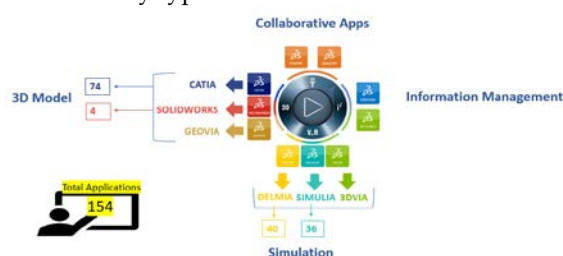 Collaborative Apps
3D Model
74
4
CATIA
SOLIDWORKS
GEOVIA
3D
V.R
Information Management
Total Applications
154
DELMIA SIMULIA 3DVIA
40
36
Simulation